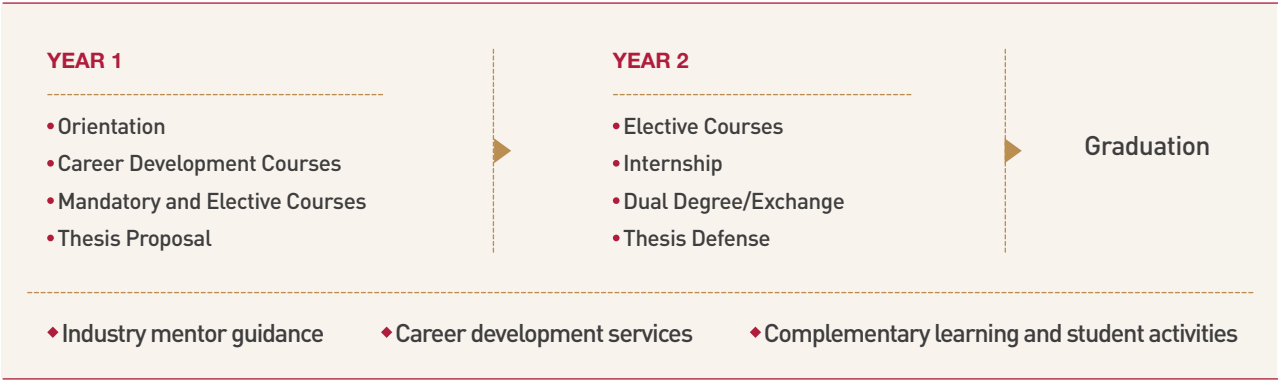 YEAR 1
• Orientation
• Career Development Courses
• Mandatory and Elective Courses
• Thesis Proposal
YEAR 2
• Elective Courses
• Internship
• Dual Degree/Exchange
• Thesis Defense
Graduation
◆ Industry mentor guidance
◆ Career development services
◆ Complementary learning and student activities